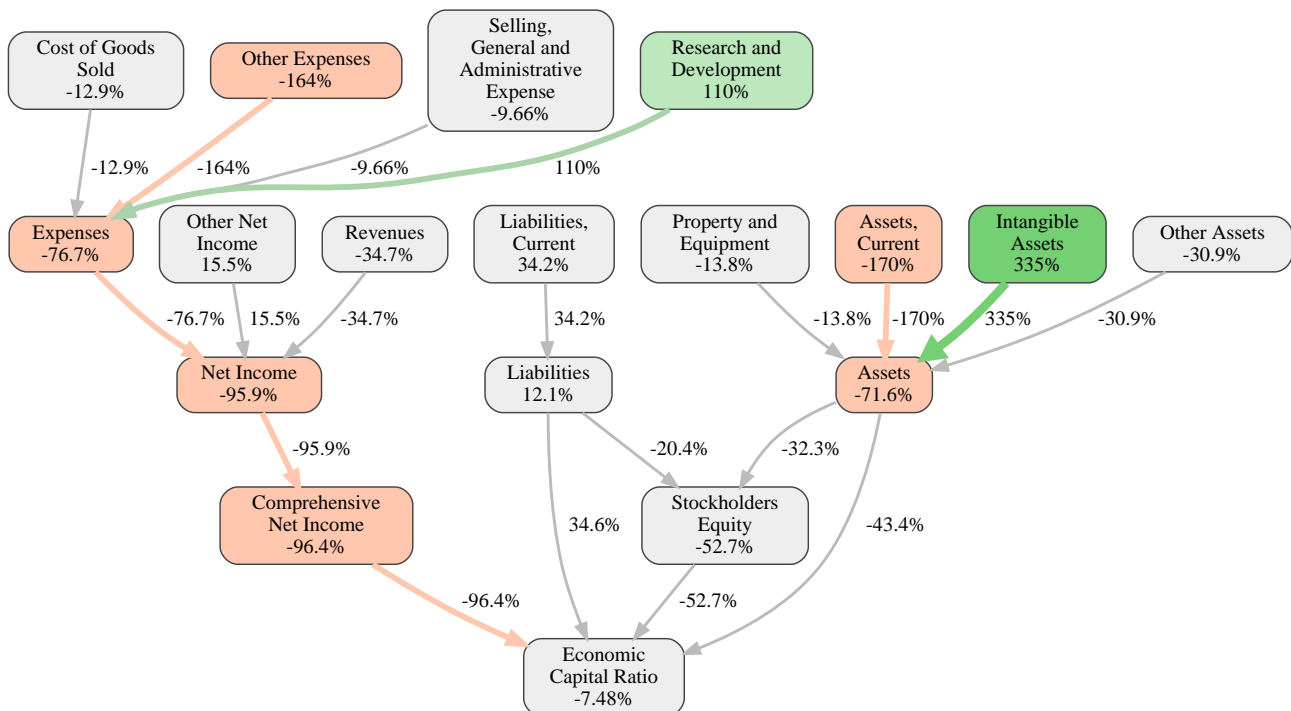 Cost of Goods
Sold
-12.9%
Other Expenses
-164%
Selling,
General and
Administrative
Expense
-9.66%
Research and
Development
110%
-12.9%
-164%
-9.66%
110%
Expenses
-76.7%
Other Net
Income
15.5%
Revenues
-34.7%
Liabilities,
Current
34.2%
Property and
Equipment
-13.8%
Assets,
Current
-170%
Intangible
Assets
335%
Other Assets
-30.9%
-76.7%
15.5%
-34.7%
34.2%
-13.8%
-170%
335%
-30.9%
Net Income
-95.9%
Liabilities
12.1%
Assets
-71.6%
-95.9%
-20.4%
-32.3%
Comprehensive
Net Income
-96.4%
34.6%
Stockholders
Equity
-52.7%
-43.4%
-96.4%
-52.7%
Economic
Capital Ratio
-7.48%